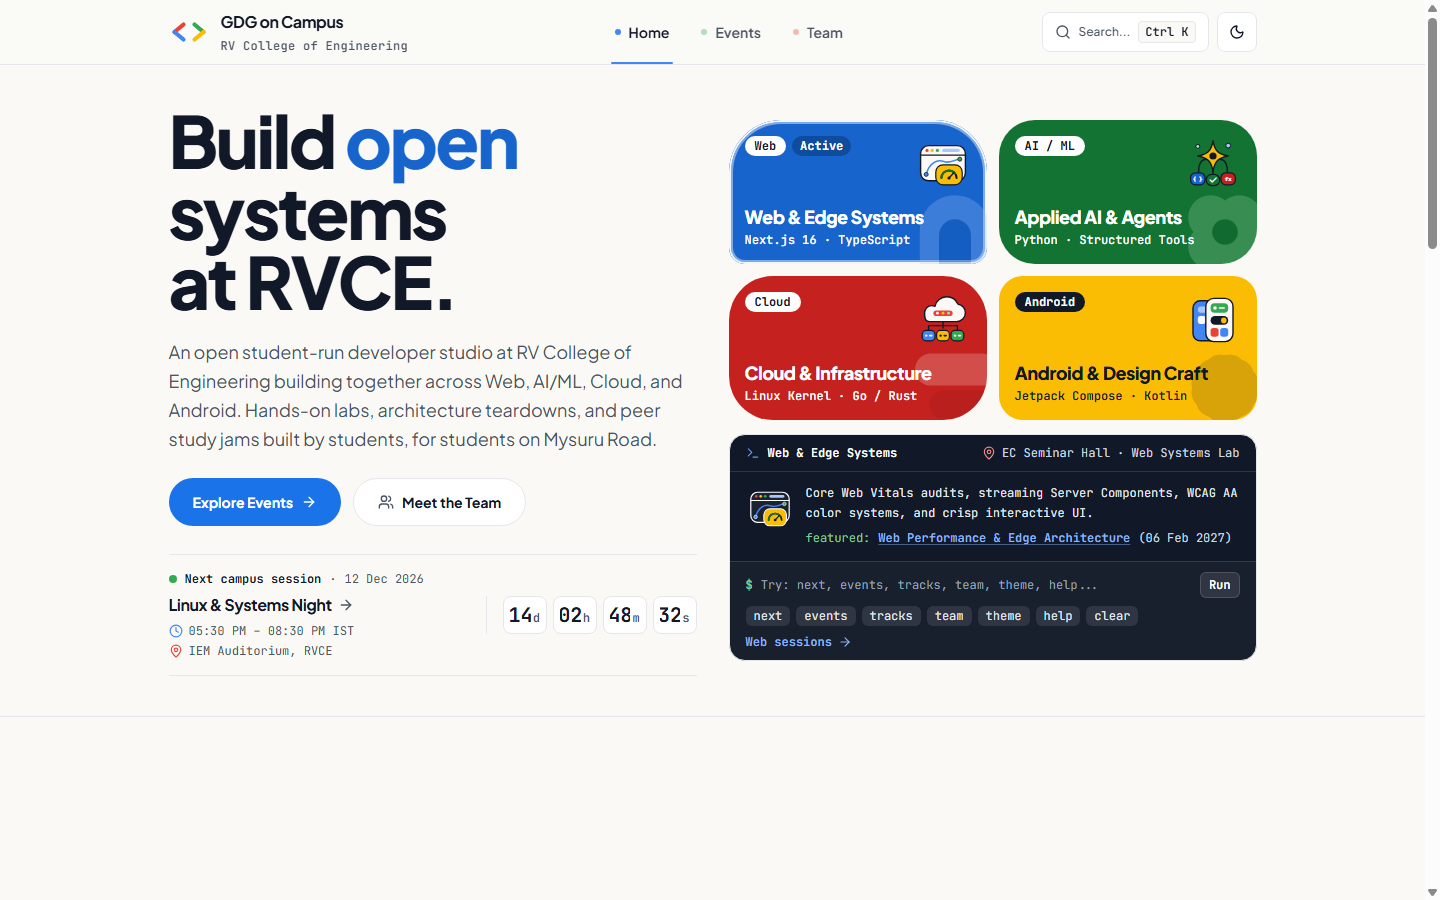 GDG on Campus
RV College of Engineering
Home
Events
Team
Search...
Ctrl K
Build open
systems
at RVCE.
An open student-run developer studio at RV College of
Engineering building together across Web, AI/ML, Cloud, and
Android. Hands-on labs, architecture teardowns, and peer
study jams built by students, for students on Mysuru Road.
Explore Events
Meet the Team
Next campus session · 12 Dec 2026
Linux & Systems Night
05:30 PM – 08:30 PM IST
IEM Auditorium, RVCE
14d 02h 48m 32s
Web Active
Web & Edge Systems
Next.js 16 · TypeScript
AI / ML
Applied AI & Agents
Python · Structured Tools
Cloud
Cloud & Infrastructure
Linux Kernel · Go / Rust
Android
Android & Design Craft
Jetpack Compose · Kotlin
Web & Edge Systems
EC Seminar Hall · Web Systems Lab
Core Web Vitals audits, streaming Server Components, WCAG AA
color systems, and crisp interactive UI.
featured: Web Performance & Edge Architecture (06 Feb 2027)
$ Try: next, events, tracks, team, theme, help...
Run
next events tracks team theme help clear
Web sessions